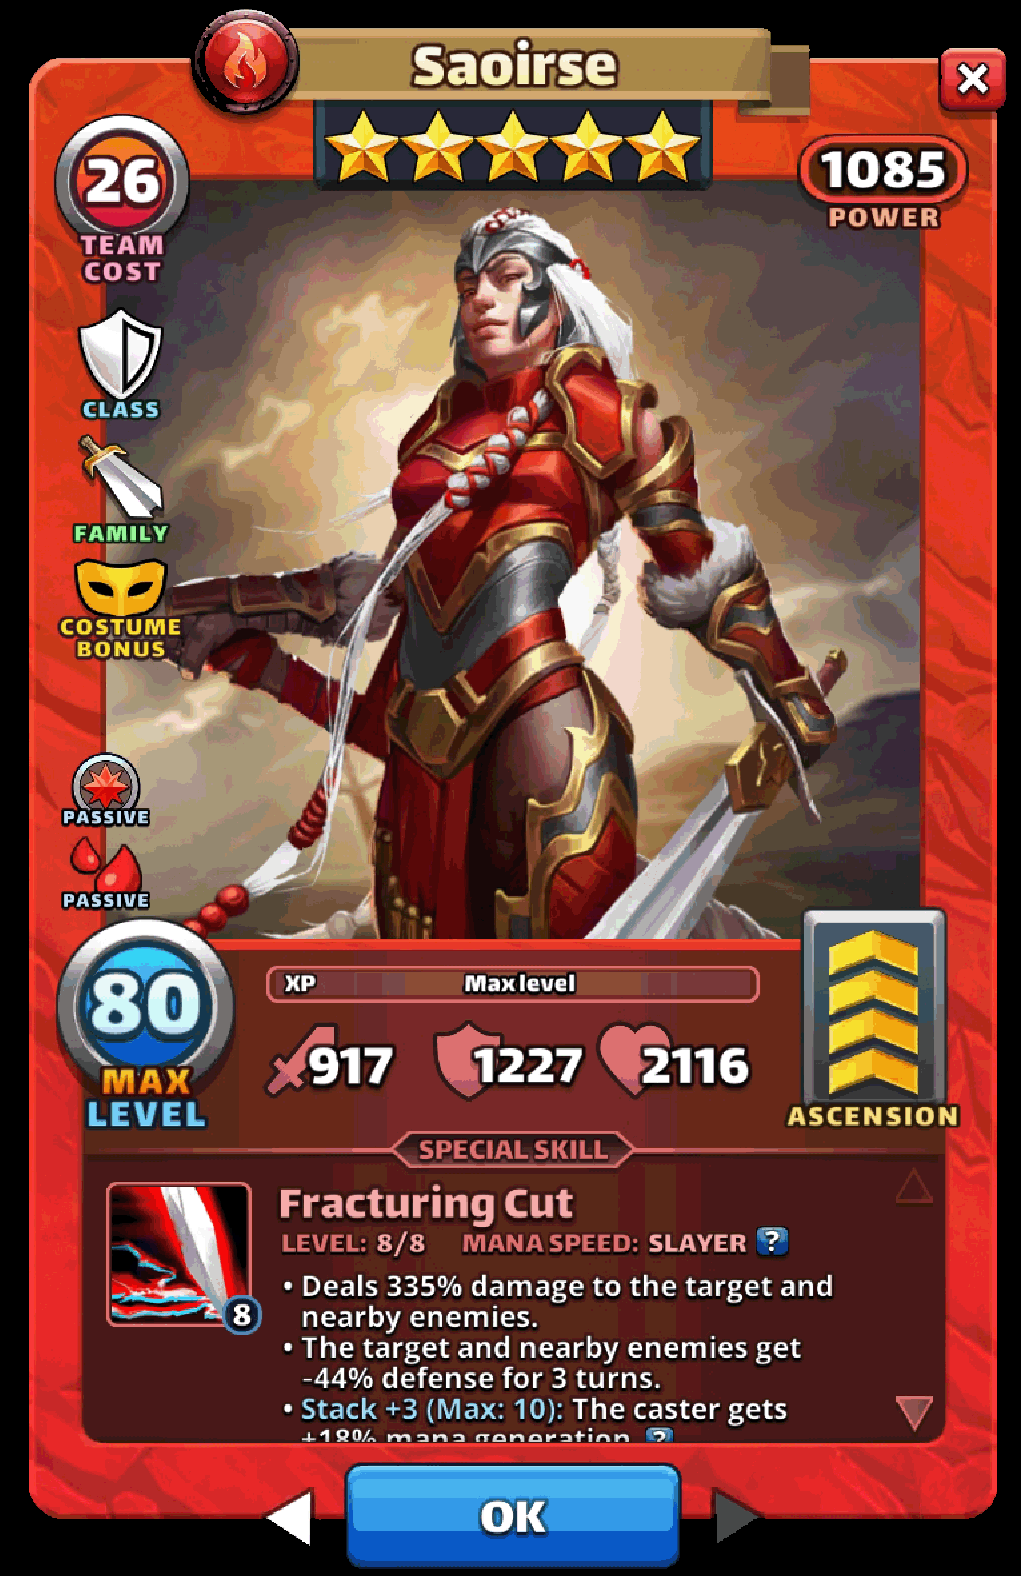 Saoirse
26
TEAM
COST
1085
POWER
CLASS
FAMILY
COSTUME
BONUS
PASSIVE
PASSIVE
80
MAX
LEVEL
XP Max level
917 1227 2116
ASCENSION
SPECIAL SKILL
Fracturing Cut
LEVEL: 8/8 MANA SPEED: SLAYER ?
8
• Deals 335% damage to the target and
nearby enemies.
• The target and nearby enemies get
-44% defense for 3 turns.
• Stack +3 (Max: 10): The caster gets
+18% mana generation. ?
OK